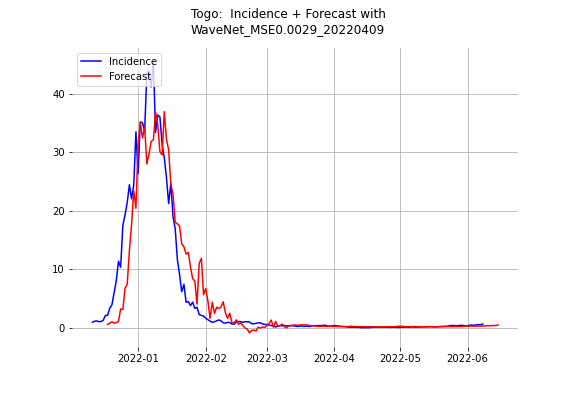 Togo:  Incidence + Forecast with
WaveNet_MSE0.0029_20220409
Incidence
Forecast
40
30
20
10
0
2022-01 2022-02 2022-03 2022-04 2022-05 2022-06